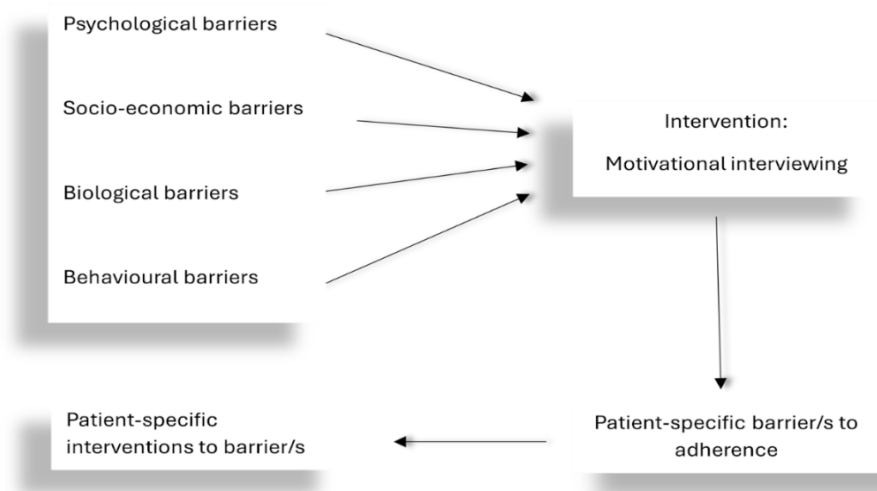 Psychological barriers
Socio-economic barriers
Biological barriers
Behavioural barriers
Intervention:
Motivational interviewing
Patient-specific barrier/s to
adherence
Patient-specific
interventions to barrier/s